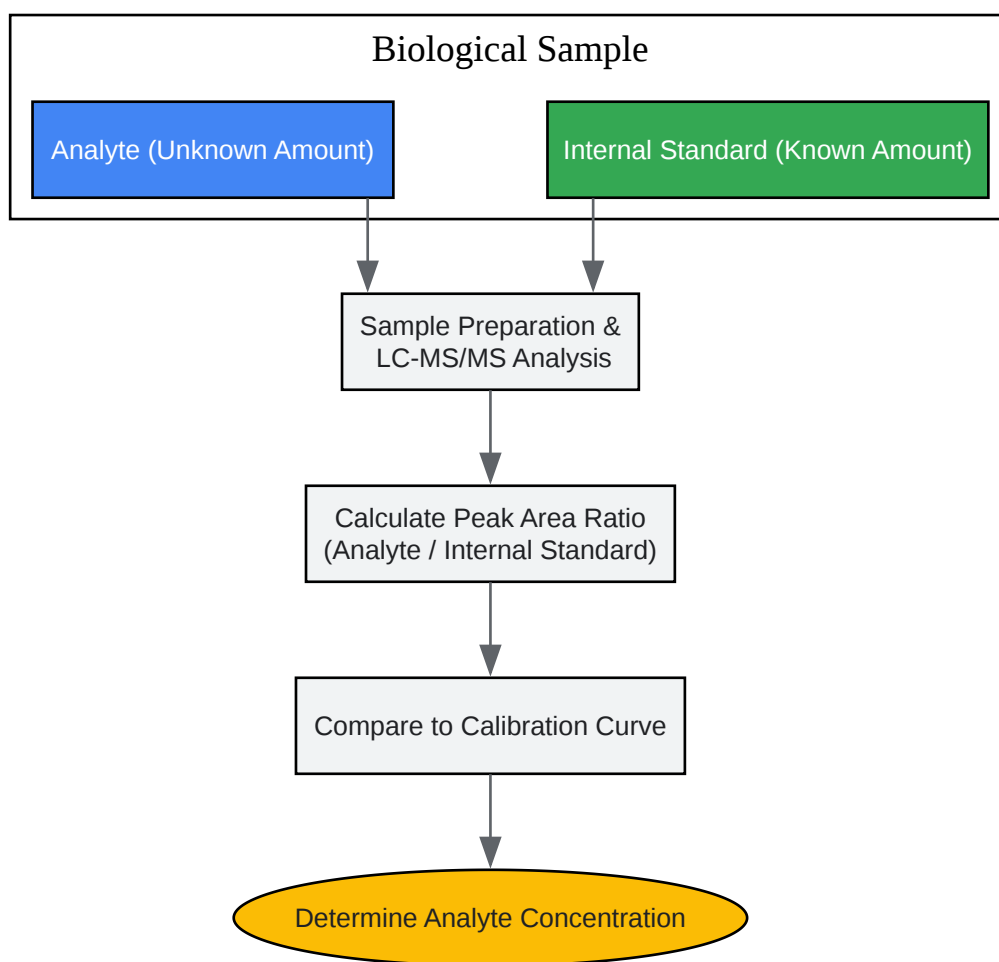 Biological Sample
Analyte (Unknown Amount)
Internal Standard (Known Amount)
Sample Preparation &
LC-MS/MS Analysis
Calculate Peak Area Ratio
(Analyte / Internal Standard)
Compare to Calibration Curve
Determine Analyte Concentration